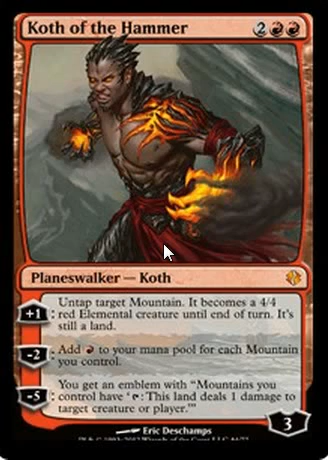 Koth of the Hammer 2
Planeswalker — Koth
Untap target Mountain. It becomes a 4/4
+1 : red Elemental creature until end of turn. It's
still a land.
-2 : Add to your mana pool for each Mountain
you control.
You get an emblem with “Mountains
-5 : you control have ‘ : This land deals 1 damage to
target creature or player.’”
Eric Deschamps
3